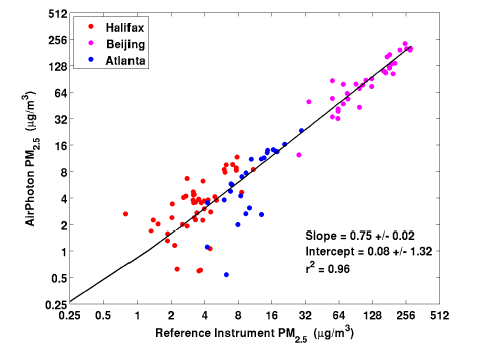 512
256
128
64
32
16
8
4
2
1
0.5
0.25
AirPhoton PM2.5 (μg/m3)
Halifax
Beijing
Atlanta
Slope = 0.75 +/- 0.02
Intercept = 0.08 +/- 1.32
r2 = 0.96
0.25 0.5 1 2 4 8 16 32 64 128 256 512
Reference Instrument PM2.5 (μg/m3)